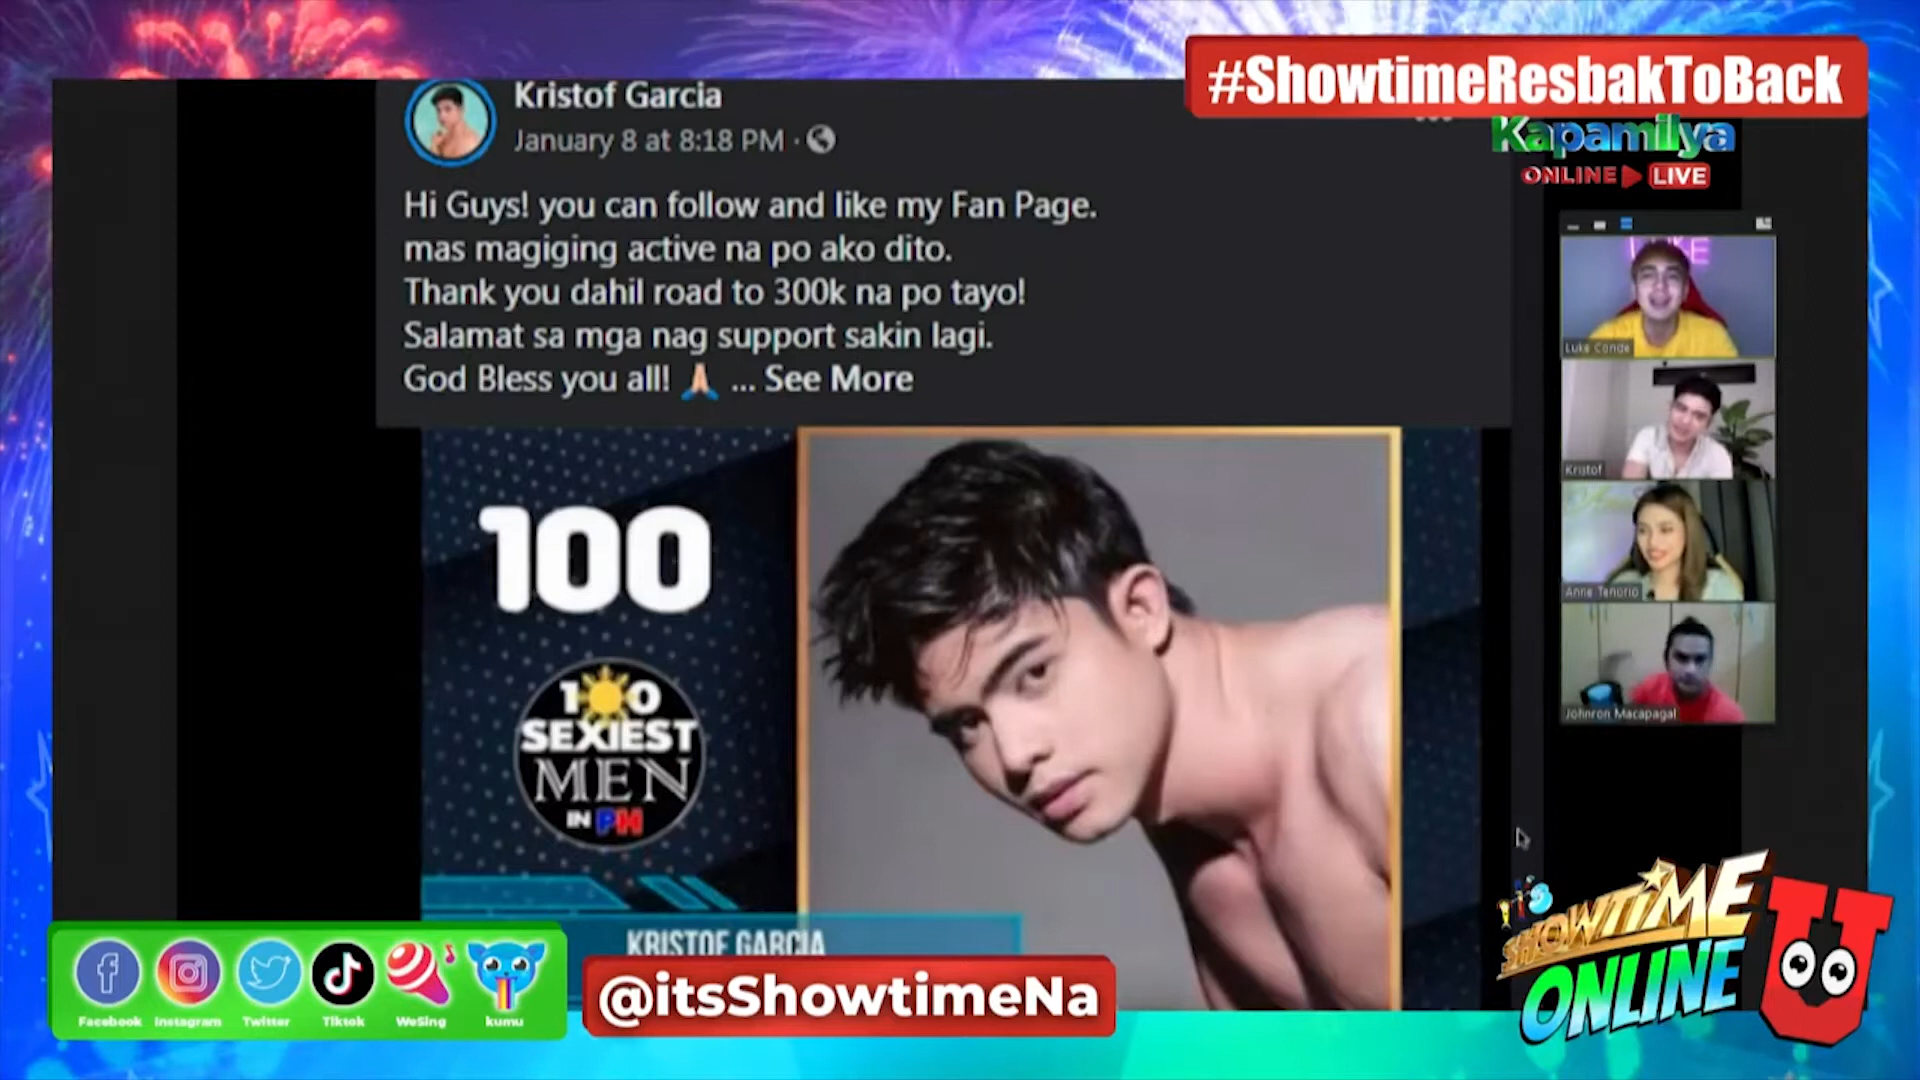 #ShowtimeResbakToBack
Kapamilya
ONLINE LIVE
Kristof Garcia
January 8 at 8:18 PM ·
Hi Guys! you can follow and like my Fan Page.
mas magiging active na po ako dito.
Thank you dahil road to 300k na po tayo!
Salamat sa mga nag support sakin lagi.
God Bless you all! 🙏 ... See More
100
100
SEXIEST
MEN
IN PH
KRISTOF GARCIA
LUKE
Luke Conde
Kristof
Anne Tenorio
Johnron Macapagal
Facebook Instagram Twitter Tiktok WeSing kumu
@itsShowtimeNa
it's
SHOWTIME
ONLINE U